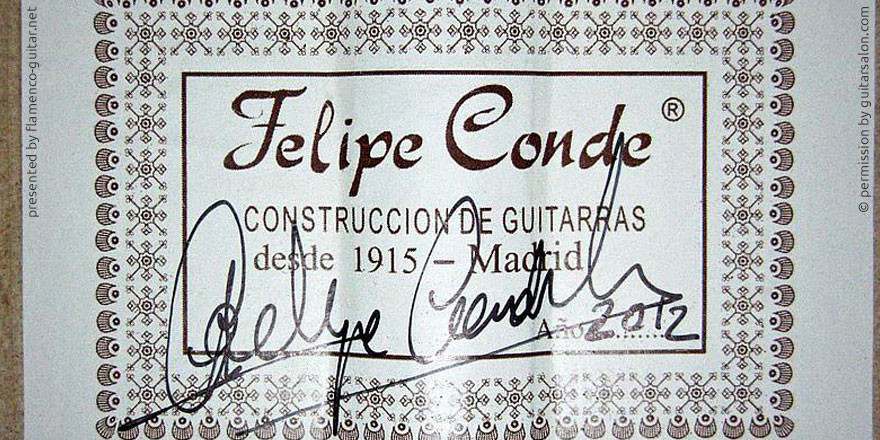 Felipe Conde ®
CONSTRUCCION DE GUITARRAS
desde 1915 – Madrid
Felipe Conde
Año 2012
presented by flamenco-guitar.net
© permission by guitarsalon.com